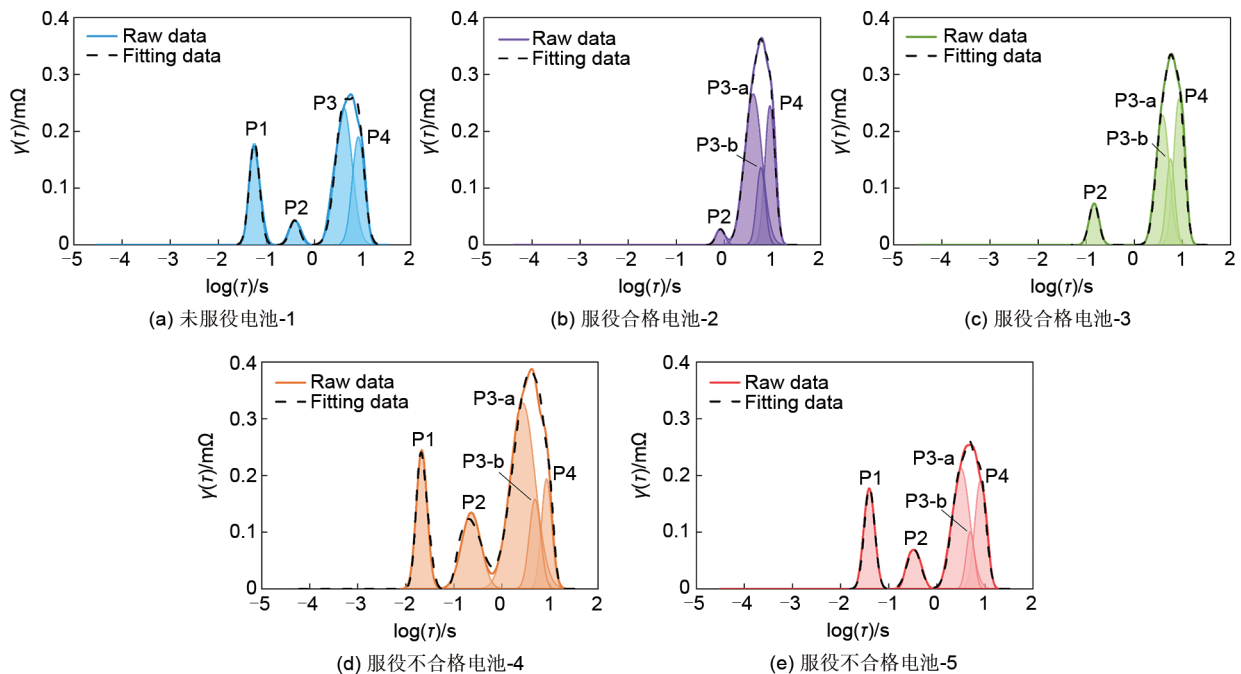 0.4
0.3
0.2
0.1
0
γ(τ)/mΩ
Raw data
Fitting data
P1
P2
P3
P4
−5 −4 −3 −2 −1 0 1 2
log(τ)/s
(a) 未服役电池-1
0.4
0.3
0.2
0.1
0
γ(τ)/mΩ
Raw data
Fitting data
P3-a
P4
P3-b
P2
−5 −4 −3 −2 −1 0 1 2
log(τ)/s
(b) 服役合格电池-2
0.4
0.3
0.2
0.1
0
γ(τ)/mΩ
Raw data
Fitting data
P3-a
P4
P3-b
P2
−5 −4 −3 −2 −1 0 1 2
log(τ)/s
(c) 服役合格电池-3
0.4
0.3
0.2
0.1
0
γ(τ)/mΩ
Raw data
Fitting data
P3-a
P1
P3-b
P4
P2
−5 −4 −3 −2 −1 0 1 2
log(τ)/s
(d) 服役不合格电池-4
0.4
0.3
0.2
0.1
0
γ(τ)/mΩ
Raw data
Fitting data
P3-a
P1
P4
P3-b
P2
−5 −4 −3 −2 −1 0 1 2
log(τ)/s
(e) 服役不合格电池-5